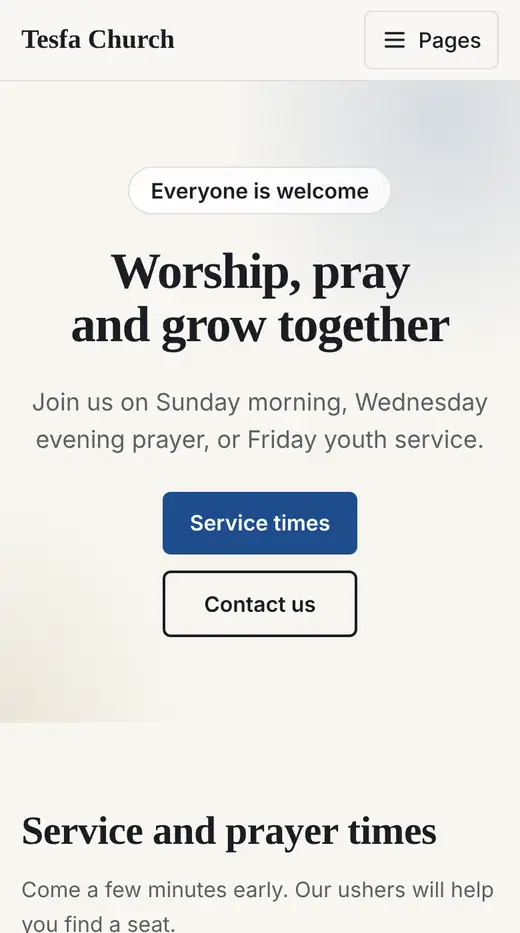 Tesfa Church
Pages
Everyone is welcome
Worship, pray
and grow together
Join us on Sunday morning, Wednesday
evening prayer, or Friday youth service.
Service times
Contact us
Service and prayer times
Come a few minutes early. Our ushers will help
you find a seat.